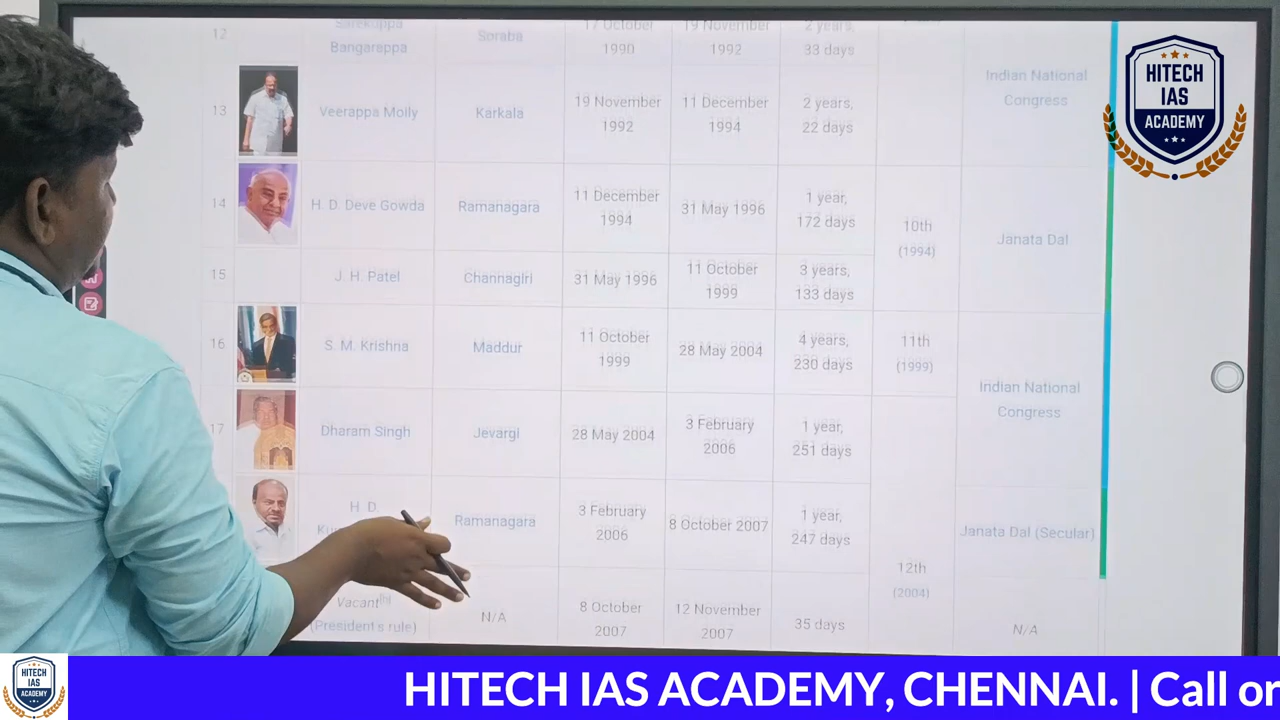 12
Sarekoppa
Bangarappa
Soraba
17 October
1990
19 November
1992
2 years,
33 days
13
Veerappa Moily
Karkala
19 November
1992
11 December
1994
2 years,
22 days
Indian National
Congress
14
H. D. Deve Gowda
Ramanagara
11 December
1994
31 May 1996
1 year,
172 days
10th
(1994)
Janata Dal
15
J. H. Patel
Channagiri
31 May 1996
11 October
1999
3 years,
133 days
16
S. M. Krishna
Maddur
11 October
1999
28 May 2004
4 years,
230 days
11th
(1999)
Indian National
Congress
17
Dharam Singh
Jevargi
28 May 2004
3 February
2006
1 year,
251 days
H. D.
Ramanagara
3 February
2006
8 October 2007
1 year,
247 days
Janata Dal (Secular)
12th
(2004)
Vacant
(President's rule)
N/A
8 October
2007
12 November
2007
35 days
N/A
HITECH
IAS
ACADEMY
HITECH
IAS
ACADEMY
HITECH IAS ACADEMY, CHENNAI. | Call or